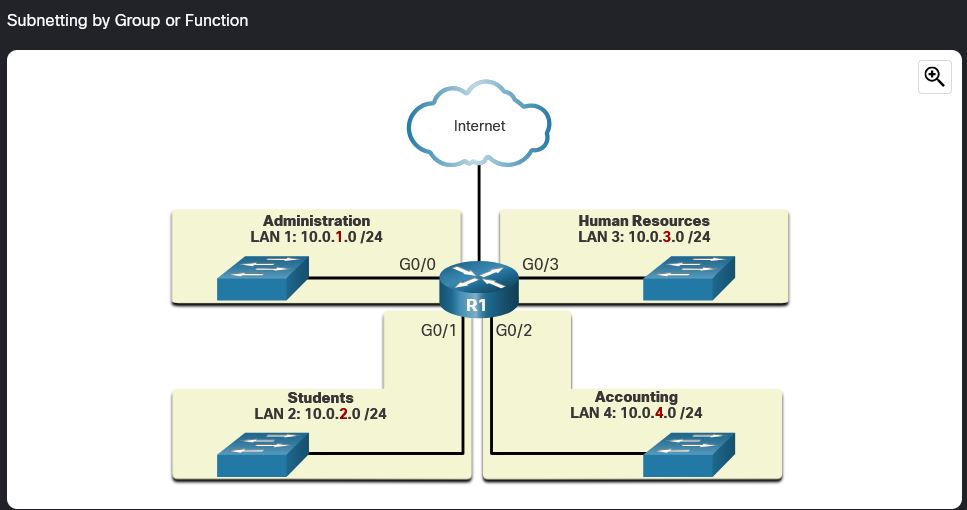 Subnetting by Group or Function
Internet
Administration
LAN 1: 10.0.1.0 /24
Human Resources
LAN 3: 10.0.3.0 /24
G0/0
G0/3
R1
G0/1
G0/2
Students
LAN 2: 10.0.2.0 /24
Accounting
LAN 4: 10.0.4.0 /24